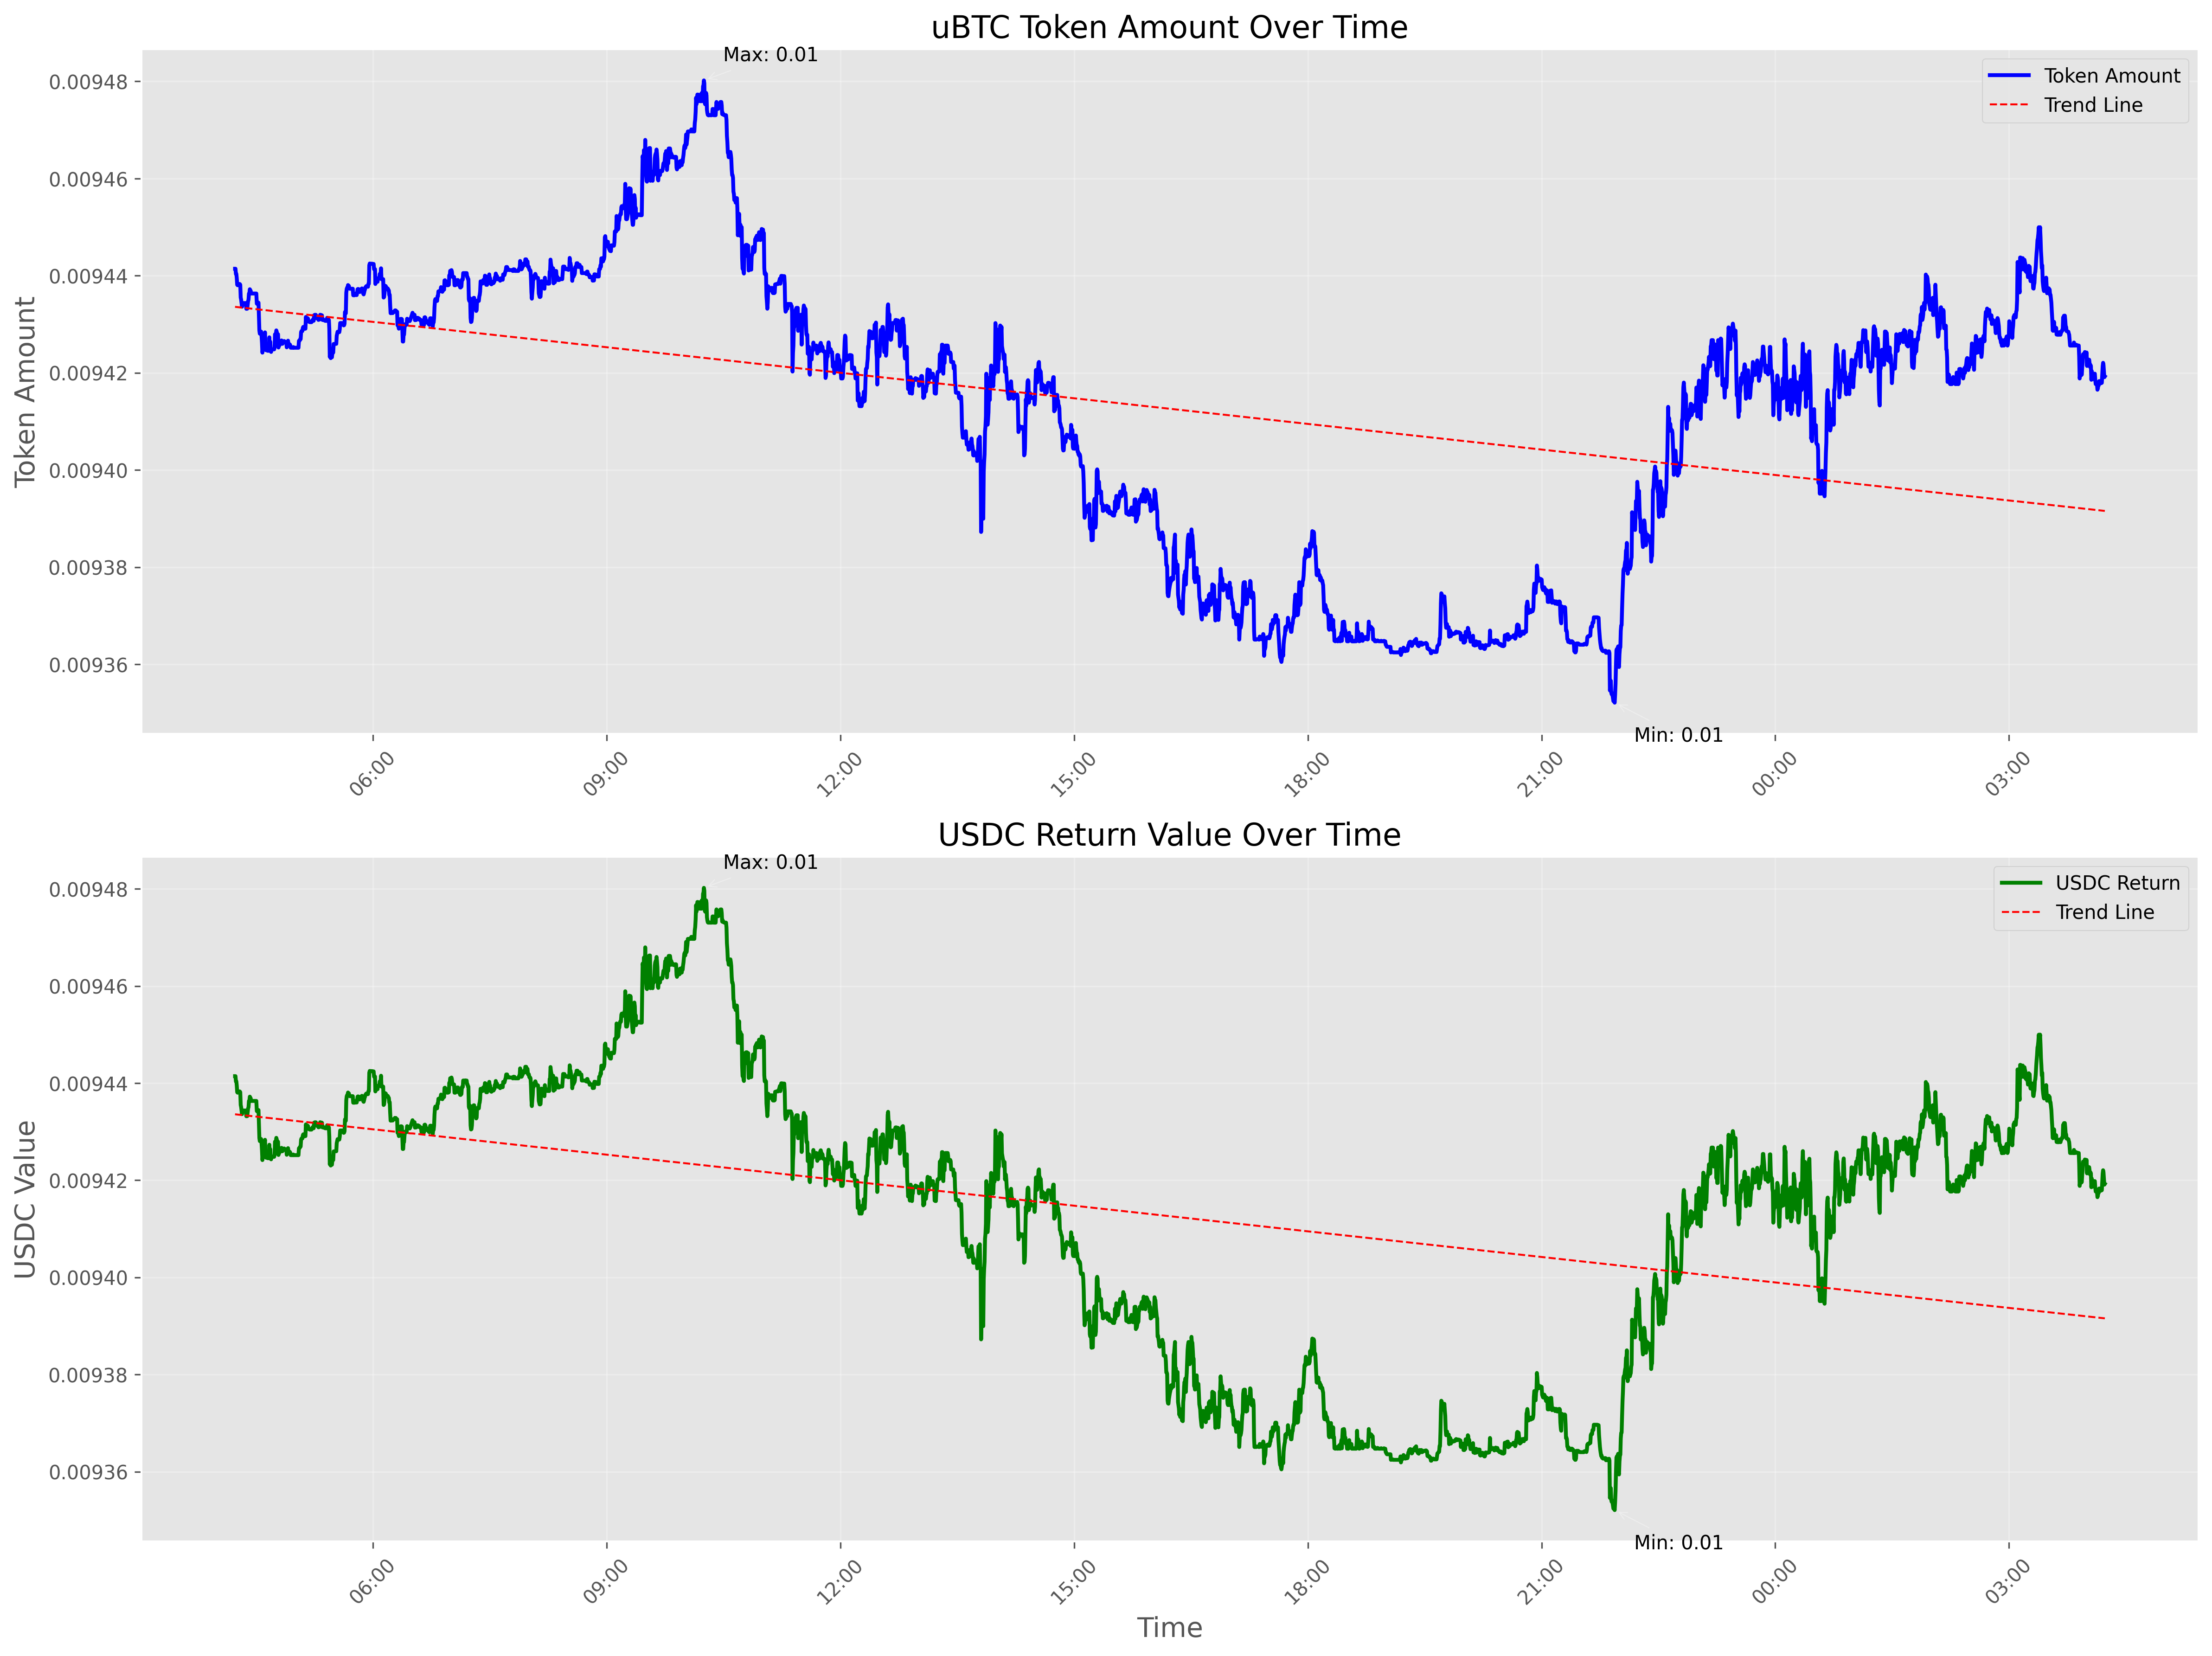 uBTC Token Amount Over Time
Max: 0.01
Token Amount
Trend Line
0.00948
0.00946
0.00944
0.00942
0.00940
0.00938
0.00936
Token Amount
Min: 0.01
06:00
09:00
12:00
15:00
18:00
21:00
00:00
03:00
USDC Return Value Over Time
Max: 0.01
USDC Return
Trend Line
0.00948
0.00946
0.00944
0.00942
0.00940
0.00938
0.00936
USDC Value
Min: 0.01
06:00
09:00
12:00
15:00
18:00
21:00
00:00
03:00
Time